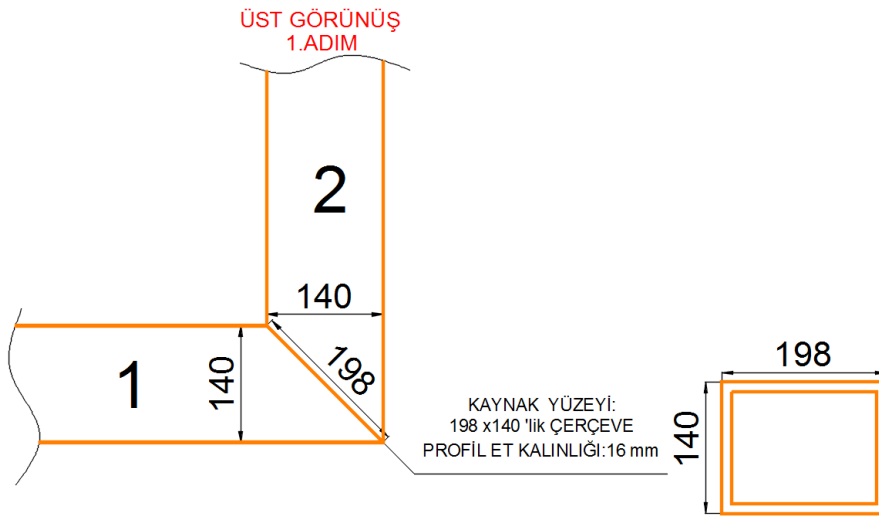 ÜST GÖRÜNÜŞ
1.ADIM
2
140
1
140
198
KAYNAK YÜZEYİ:
198 x140 'lik ÇERÇEVE
PROFİL ET KALINLIĞI:16 mm
198
140